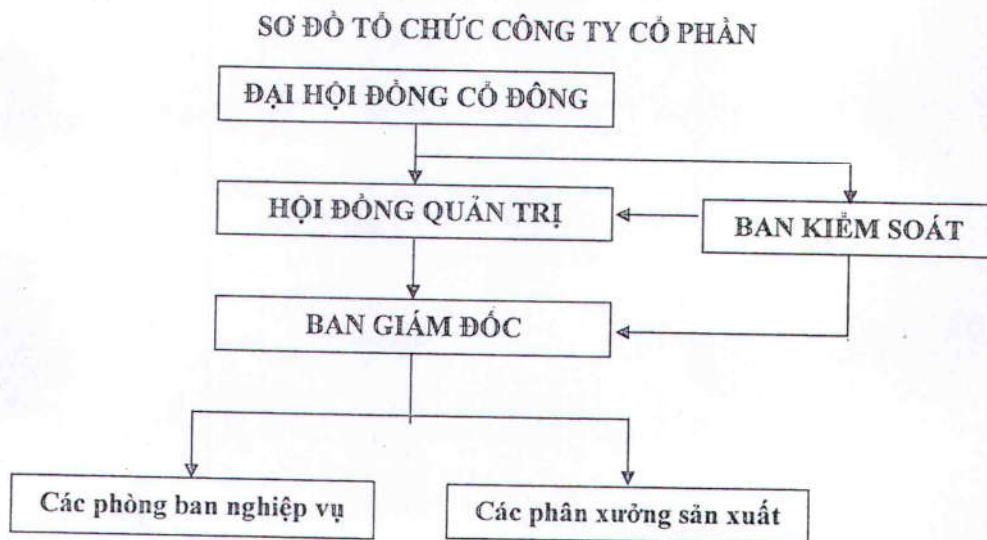 SƠ ĐỒ TỔ CHỨC CÔNG TY CỔ PHẦN
ĐẠI HỘI ĐỒNG CỔ ĐÔNG
HỘI ĐỒNG QUẢN TRỊ
BAN KIỂM SOÁT
BAN GIÁM ĐỐC
Các phòng ban nghiệp vụ
Các phân xưởng sản xuất